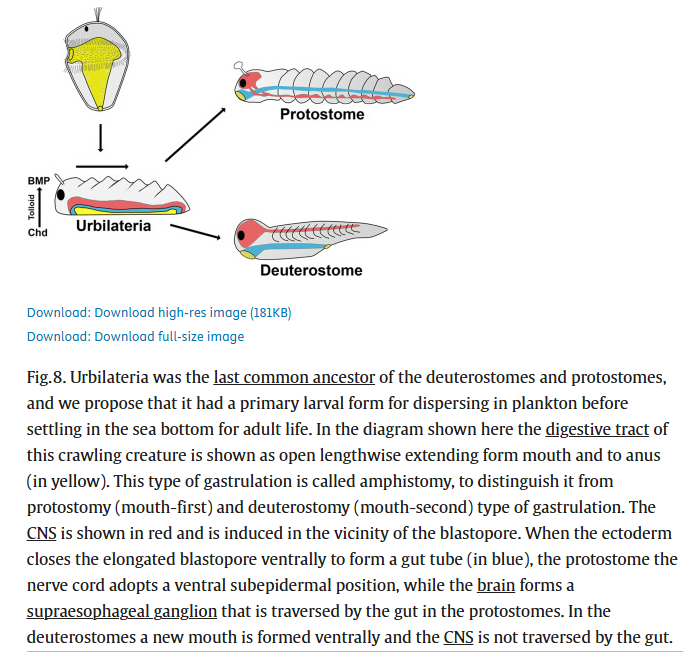 Protostome
BMP
Tolloid
Chd
Urbilateria
Deuterostome
Download: Download high-res image (181KB)
Download: Download full-size image
Fig.8. Urbilateria was the last common ancestor of the deuterostomes and protostomes,
and we propose that it had a primary larval form for dispersing in plankton before
settling in the sea bottom for adult life. In the diagram shown here the digestive tract of
this crawling creature is shown as open lengthwise extending form mouth and to anus
(in yellow). This type of gastrulation is called amphistomy, to distinguish it from
protostomy (mouth-first) and deuterostomy (mouth-second) type of gastrulation. The
CNS is shown in red and is induced in the vicinity of the blastopore. When the ectoderm
closes the elongated blastopore ventrally to form a gut tube (in blue), the protostome the
nerve cord adopts a ventral subepidermal position, while the brain forms a
supraesophageal ganglion that is traversed by the gut in the protostomes. In the
deuterostomes a new mouth is formed ventrally and the CNS is not traversed by the gut.